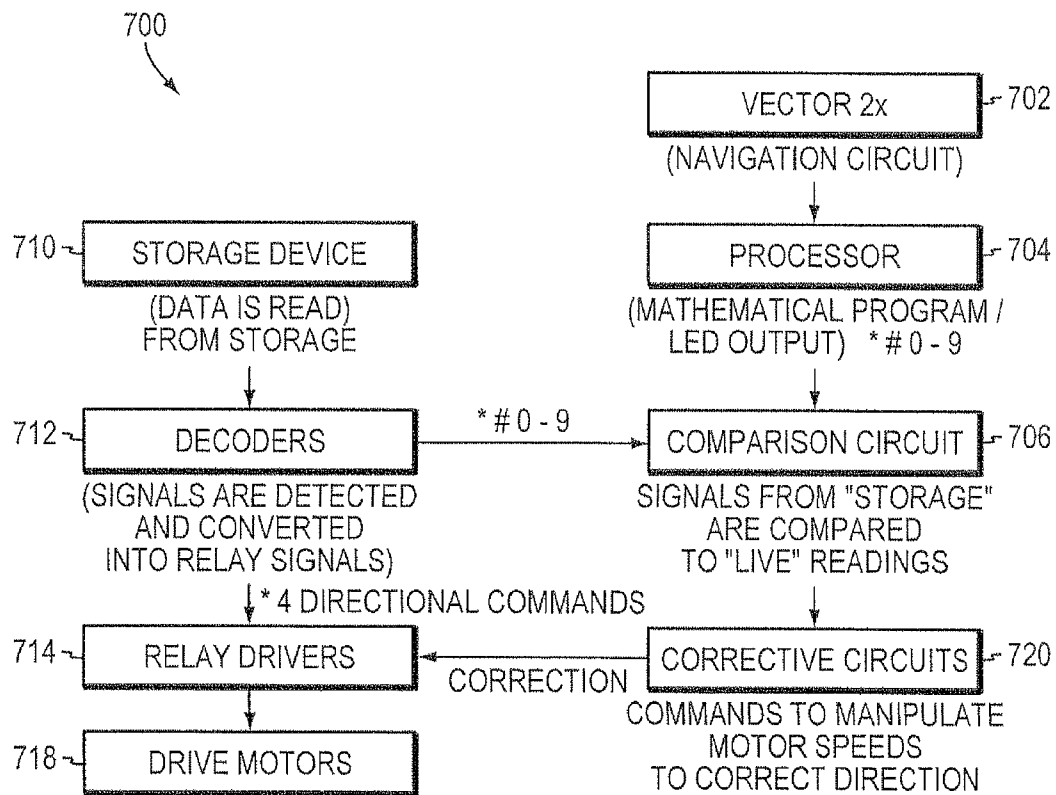 700
VECTOR 2x
702
(NAVIGATION CIRCUIT)
710
STORAGE DEVICE
PROCESSOR
704
(DATA IS READ)
FROM STORAGE
(MATHEMATICAL PROGRAM /
LED OUTPUT) * # 0 - 9
712
DECODERS
* # 0 - 9
COMPARISON CIRCUIT
706
(SIGNALS ARE DETECTED
AND CONVERTED
INTO RELAY SIGNALS)
SIGNALS FROM "STORAGE"
ARE COMPARED
TO "LIVE" READINGS
* 4 DIRECTIONAL COMMANDS
714
RELAY DRIVERS
CORRECTION
CORRECTIVE CIRCUITS
720
718
DRIVE MOTORS
COMMANDS TO MANIPULATE
MOTOR SPEEDS
TO CORRECT DIRECTION